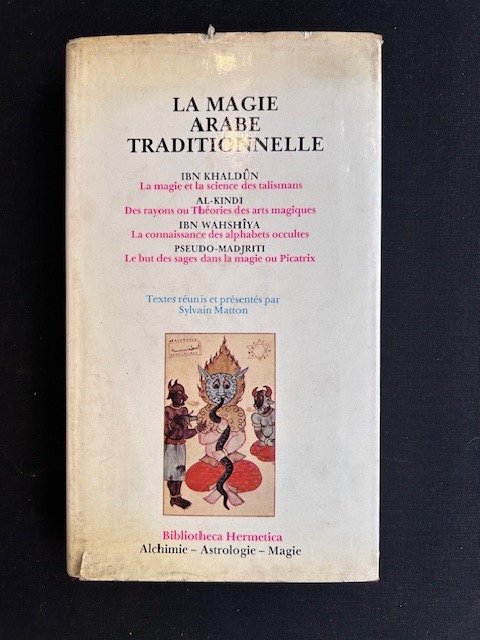 LA MAGIE
ARABE
TRADITIONNELLE
IBN KHALDÛN
La magie et la science des talismans
AL-KINDI
Des rayons ou Théories des arts magiques
IBN WAHSHÎYA
La connaissance des alphabets occultes
PSEUDO-MADJRITI
Le but des sages dans la magie ou Picatrix
Textes réunis et présentés par
Sylvain Matton
Bibliotheca Hermetica
Alchimie – Astrologie – Magie